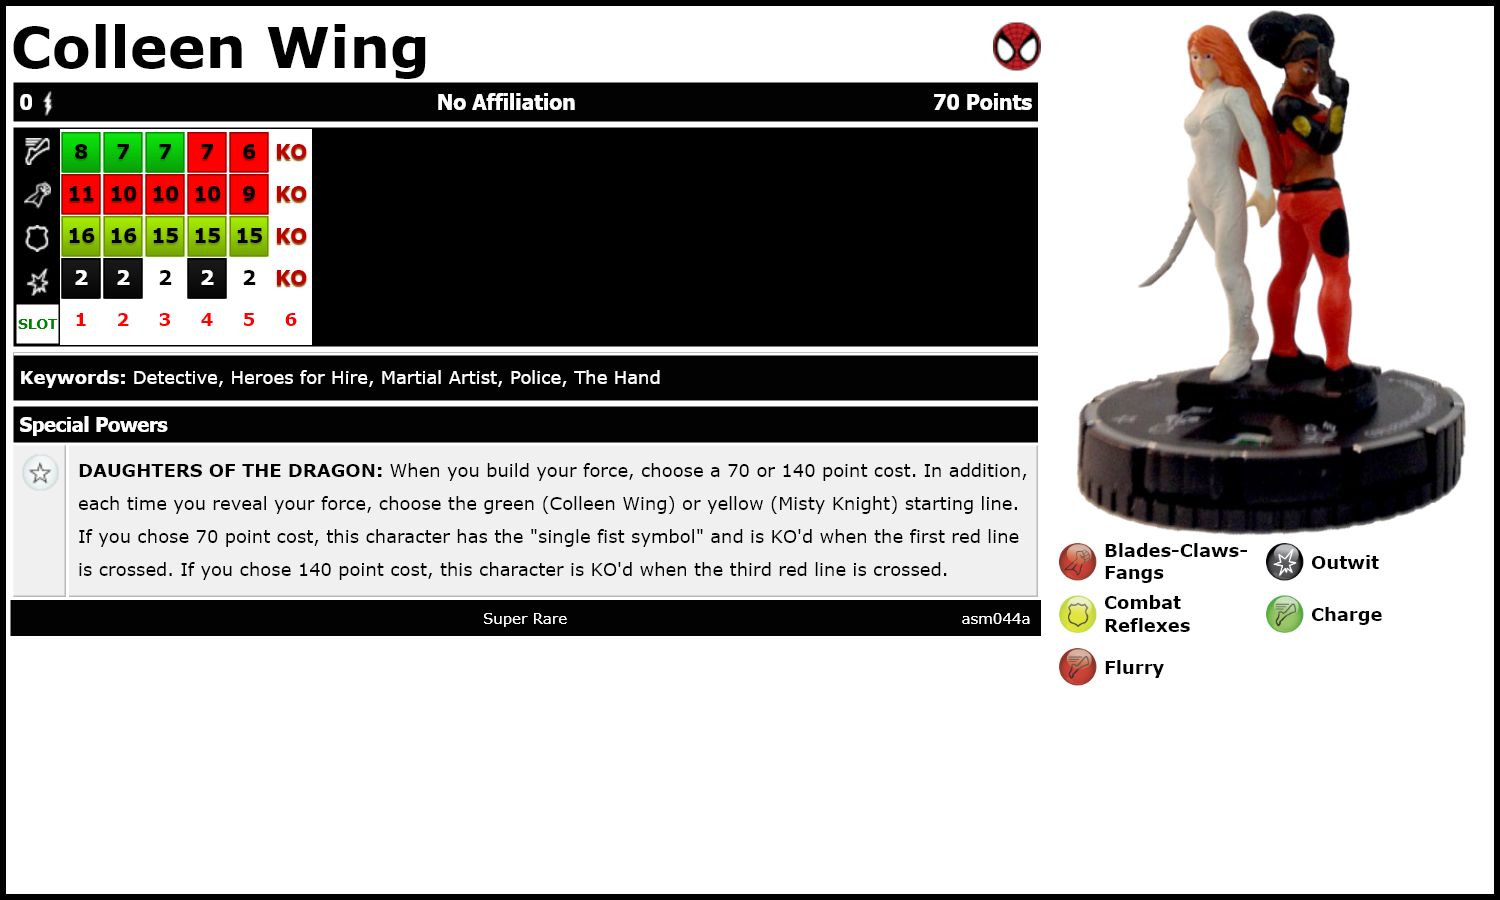 Colleen Wing
0 No Affiliation 70 Points
8 7 7 7 6 KO
11 10 10 10 9 KO
16 16 15 15 15 KO
2 2 2 2 2 KO
SLOT 1 2 3 4 5 6
Keywords: Detective, Heroes for Hire, Martial Artist, Police, The Hand
Special Powers
DAUGHTERS OF THE DRAGON: When you build your force, choose a 70 or 140 point cost. In addition,
each time you reveal your force, choose the green (Colleen Wing) or yellow (Misty Knight) starting line.
If you chose 70 point cost, this character has the "single fist symbol" and is KO'd when the first red line
is crossed. If you chose 140 point cost, this character is KO'd when the third red line is crossed.
Super Rare asm044a
Blades-Claws-
Fangs
Outwit
Combat
Reflexes
Charge
Flurry